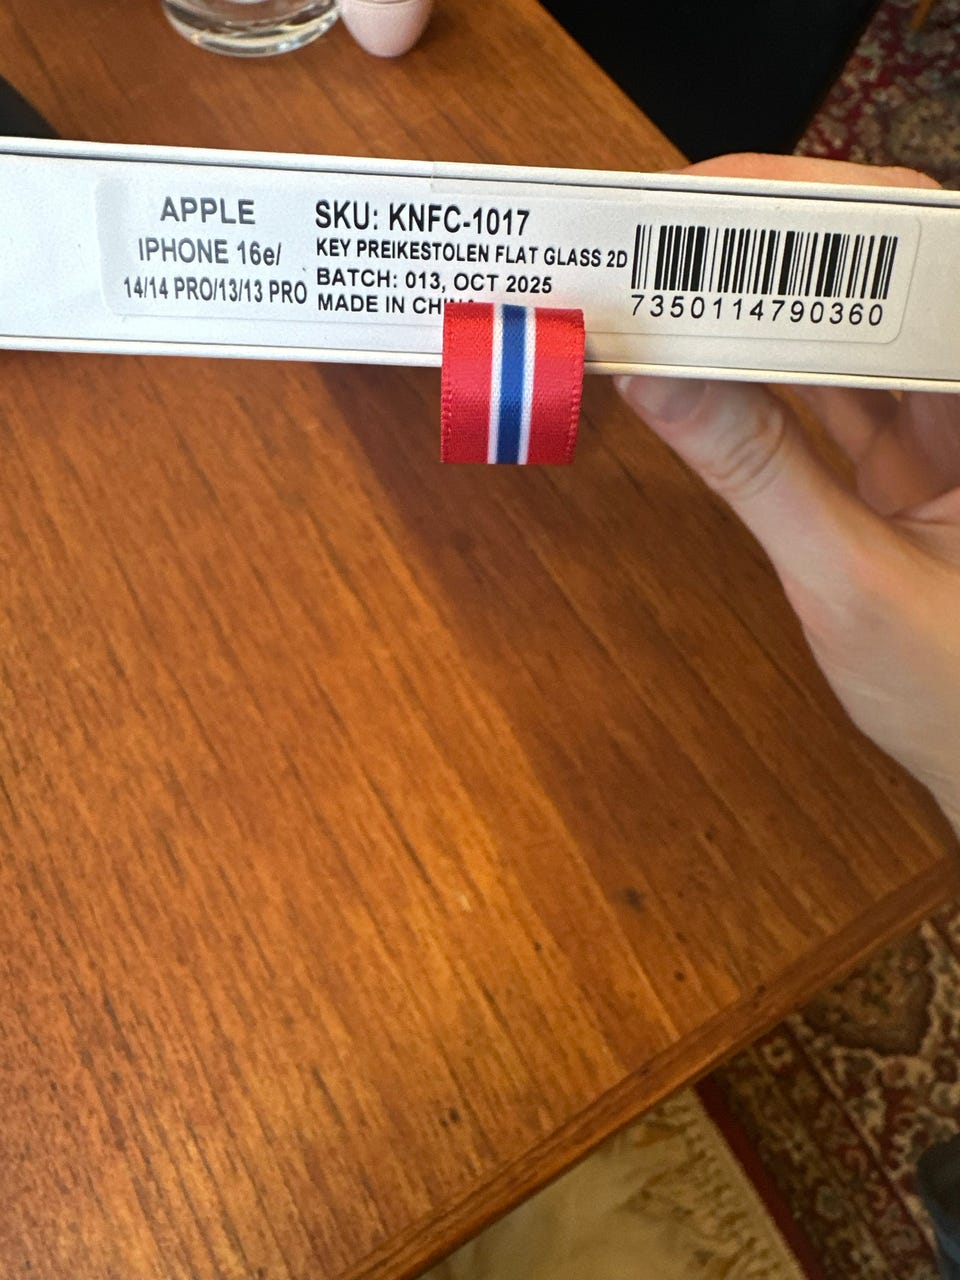 APPLE
IPHONE 16e/
14/14 PRO/13/13 PRO
SKU: KNFC-1017
KEY PREIKESTOLEN FLAT GLASS 2D
BATCH: 013, OCT 2025
MADE IN CHINA
7350114790360